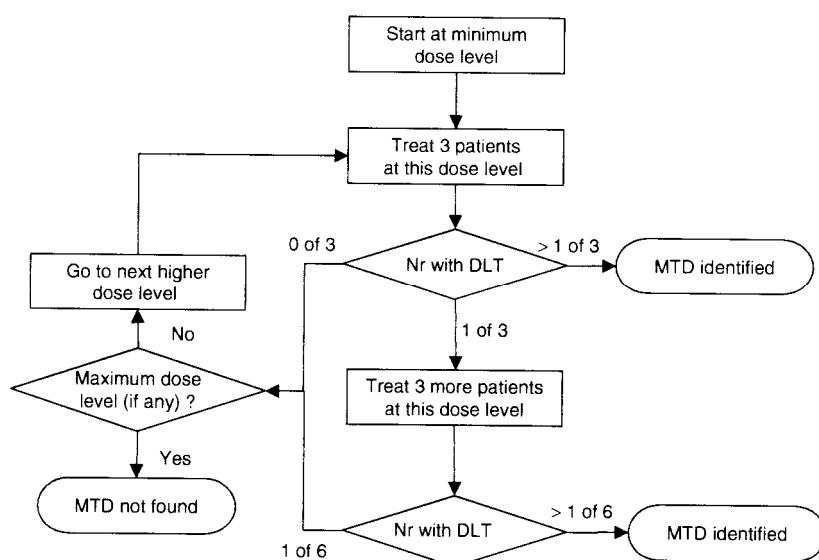 Start at minimum
dose level
Treat 3 patients
at this dose level
0 of 3
> 1 of 3
Go to next higher
dose level
Nr with DLT
MTD identified
No
1 of 3
Maximum dose
level (if any) ?
Treat 3 more patients
at this dose level
Yes
MTD not found
> 1 of 6
Nr with DLT
MTD identified
1 of 6